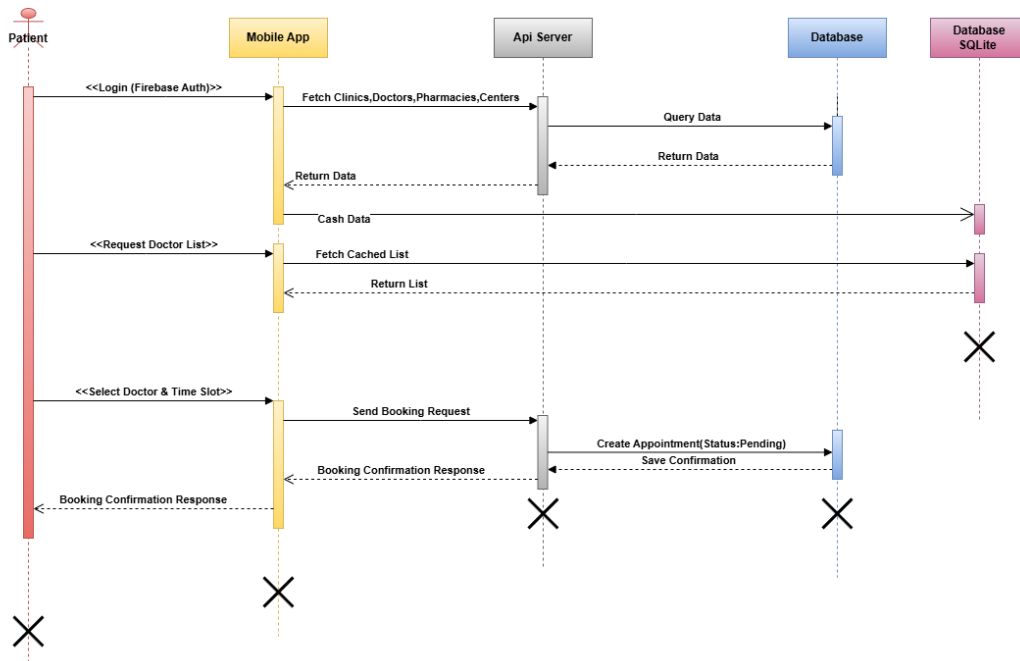 Patient
Mobile App
Api Server
Database
Database
SQLite
<<Login (Firebase Auth)>>
Fetch Clinics,Doctors,Pharmacies,Centers
Query Data
Return Data
Return Data
Cash Data
<<Request Doctor List>>
Fetch Cached List
Return List
<<Select Doctor & Time Slot>>
Send Booking Request
Create Appointment(Status:Pending)
Save Confirmation
Booking Confirmation Response
Booking Confirmation Response